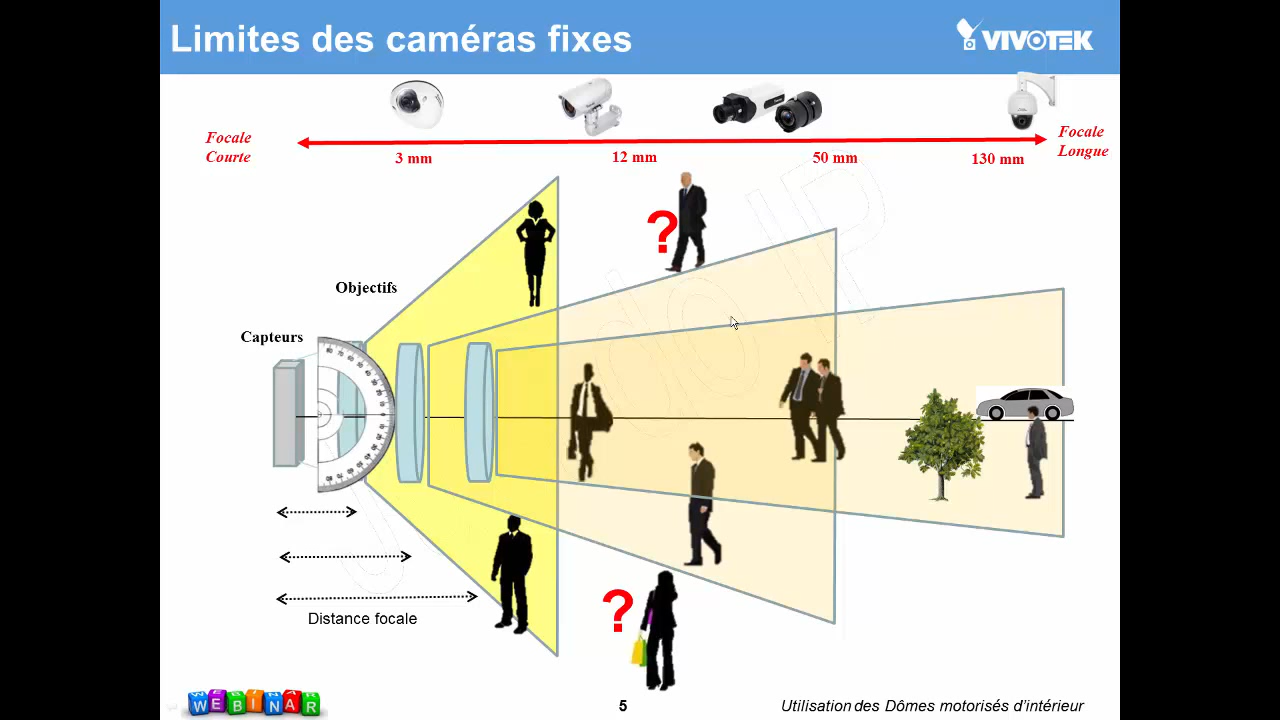 Limites des caméras fixes
VIVOTEK
Focale
Courte
3 mm
12 mm
50 mm
130 mm
Focale
Longue
?
Objectifs
Capteurs
Distance focale
?
WEBINAR
5
Utilisation des Dômes motorisés d'intérieur